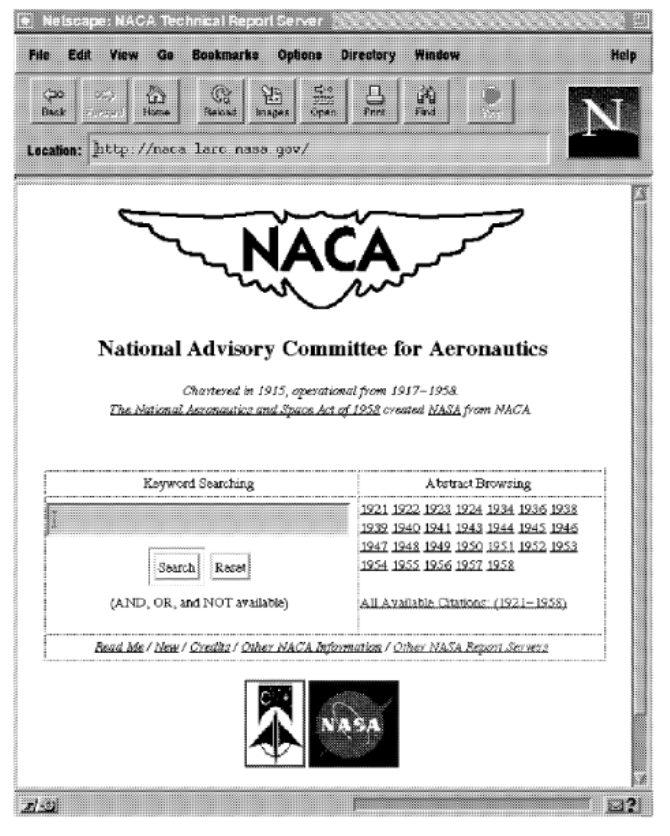 Netscape: NACA Technical Report Server
File Edit View Go Bookmarks Options Directory Window Help
Back Forward Home Reload Images Open Print Find Stop
Location: http://naca.larc.nasa.gov/
N
NACA
National Advisory Committee for Aeronautics
Chartered in 1915, operational from 1917–1958.
The National Aeronautics and Space Act of 1958 created NASA from NACA.
Keyword Searching Abstract Browsing
1921 1922 1923 1924 1934 1936 1938
1939 1940 1941 1943 1944 1945 1946
1947 1948 1949 1950 1951 1952 1953
1954 1955 1956 1957 1958
Search Reset
(AND, OR, and NOT available) All Available Citations: (1921–1958)
Read Me / New / Credits / Other NACA Information / Other NASA Report Servers
NASA
?